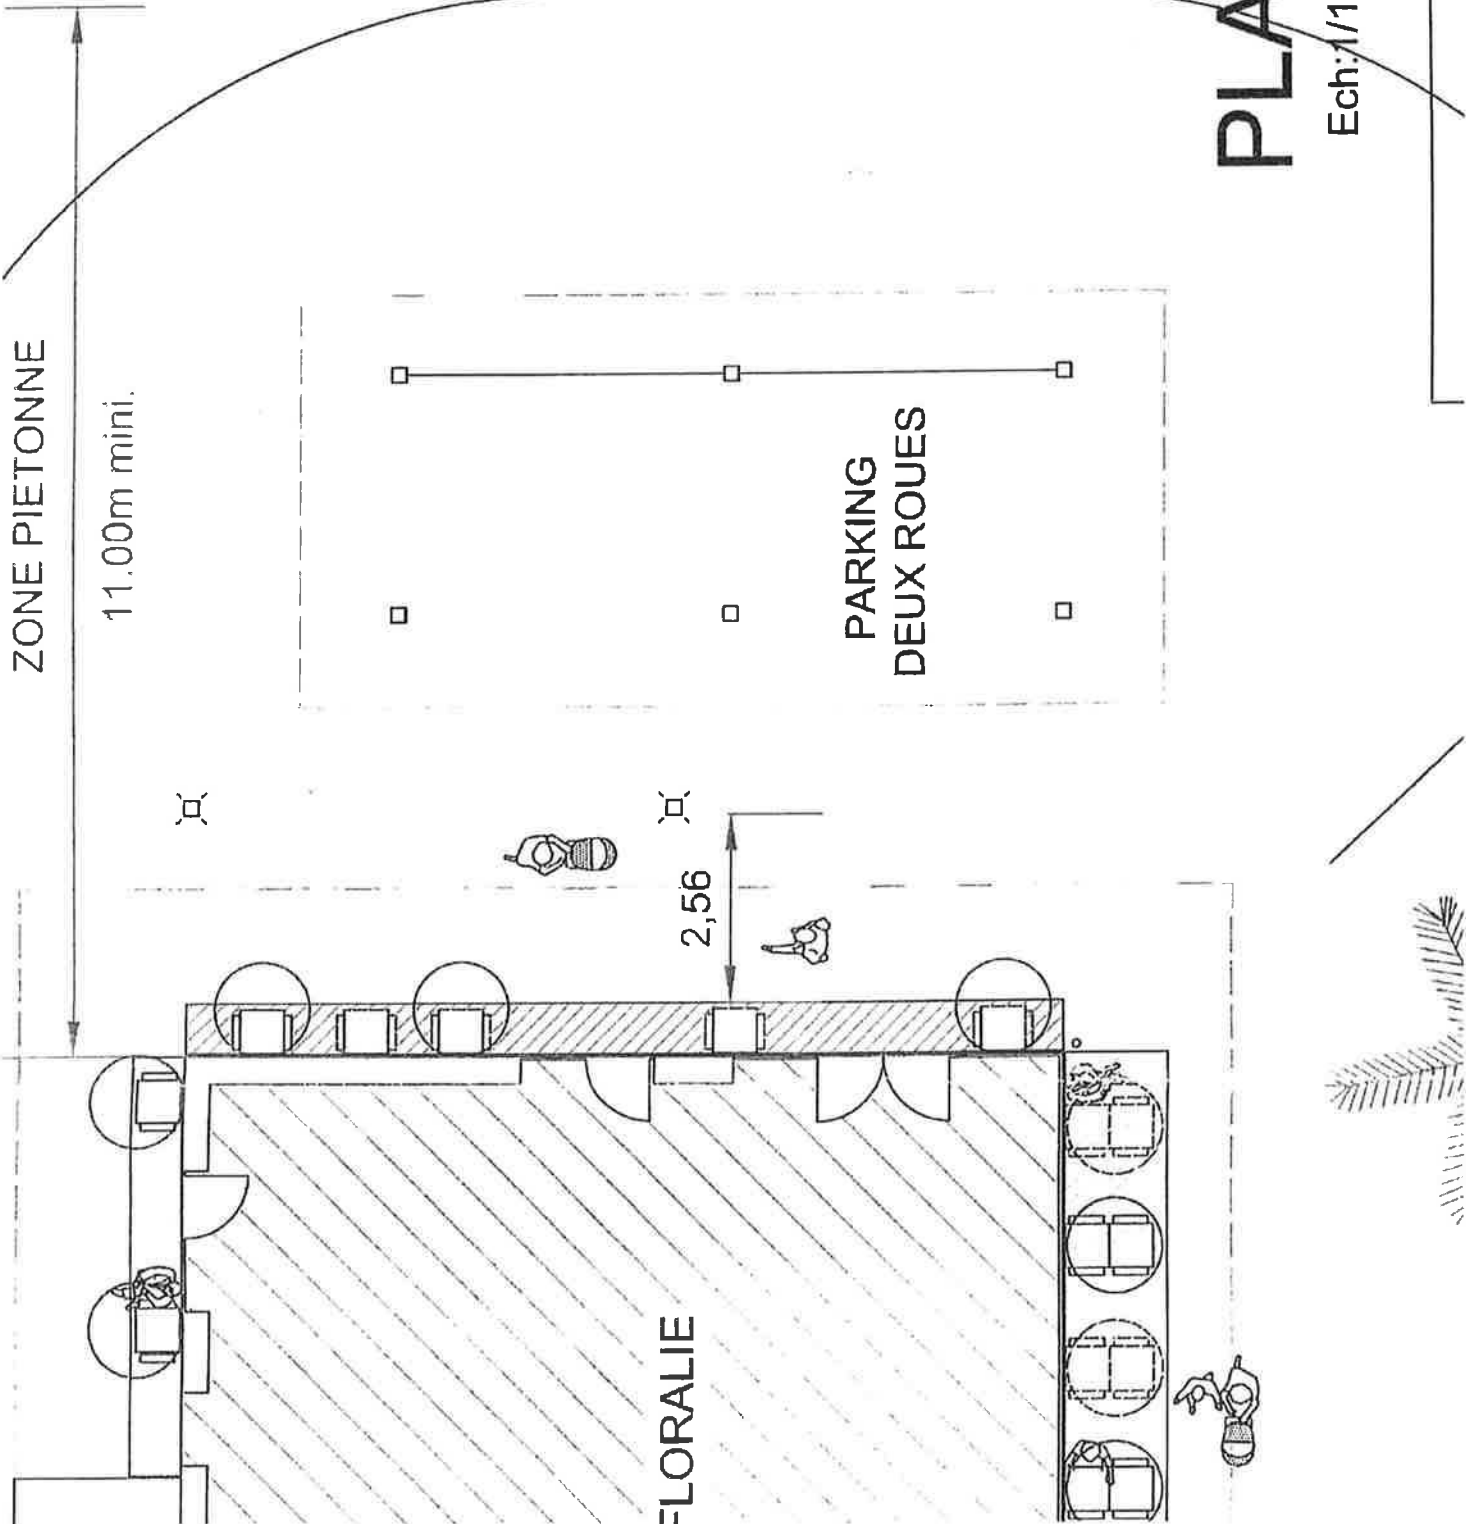 ZONE PIETONNE
11.00m mini.
PARKING
DEUX ROUES
2,56
FLORALIE
PLA
Ech:1/1